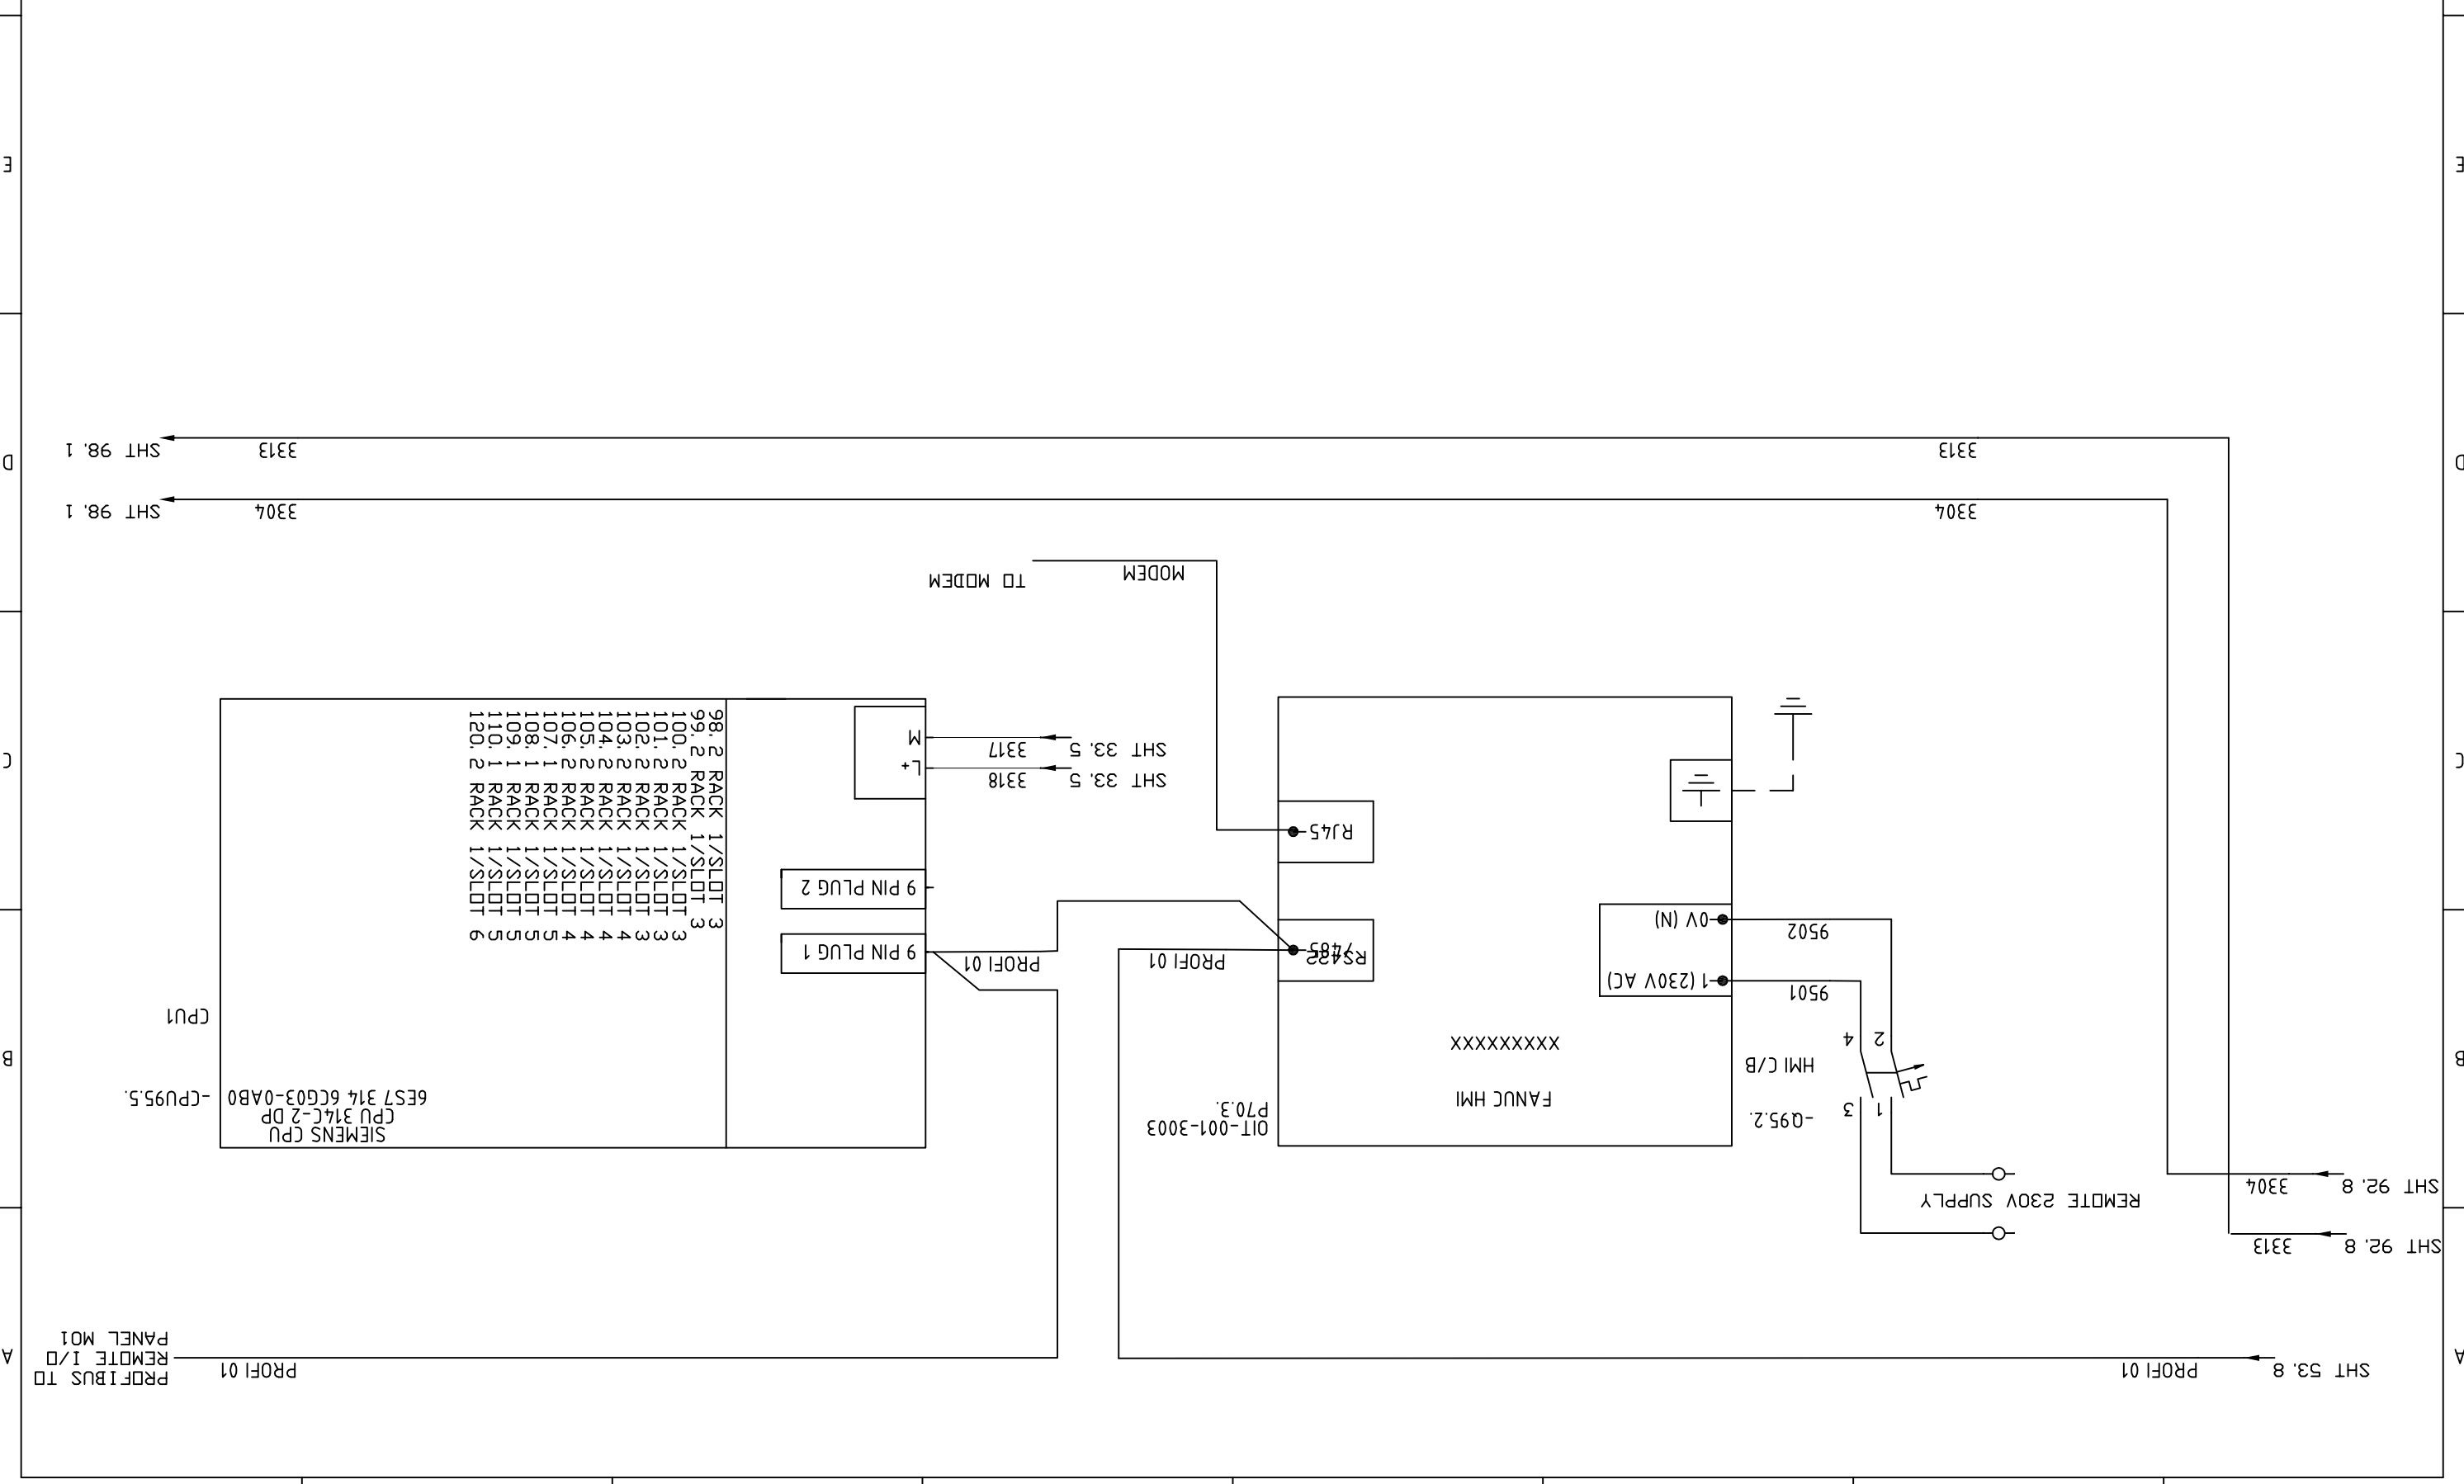 A
SHT 53. 8
PROFI 01
PROFI 01
PROFIBUS TO
REMOTE I/O
PANEL M01
A
SHT 92. 8
3313
REMOTE 230V SUPPLY
SHT 92. 8
3304
B
-Q95.2.
HMI C/B
1
3
2
4
9501
9502
FANUC HMI
XXXXXXXXX
1 (230V AC)
0V (N)
OIT-001-3003
P70.3.
RS422
/485
RJ45
PROFI 01
PROFI 01
SIEMENS CPU
CPU 314C-2 DP
6ES7 314 6CG03-0AB0
-CPU95.5.
CPU1
9 PIN PLUG 1
9 PIN PLUG 2
L+
M
B
C
SHT 33. 5
3318
SHT 33. 5
3317
98. 2 RACK 1/SLOT 3
99. 2 RACK 1/SLOT 3
100. 2 RACK 1/SLOT 3
101. 2 RACK 1/SLOT 3
102. 2 RACK 1/SLOT 3
103. 2 RACK 1/SLOT 4
104. 2 RACK 1/SLOT 4
105. 2 RACK 1/SLOT 4
106. 2 RACK 1/SLOT 4
107. 1 RACK 1/SLOT 5
108. 1 RACK 1/SLOT 5
109. 1 RACK 1/SLOT 5
110. 1 RACK 1/SLOT 5
120. 2 RACK 1/SLOT 6
C
MODEM
TO MODEM
3304
3304
SHT 98. 1
D
3313
3313
SHT 98. 1
D
E
E